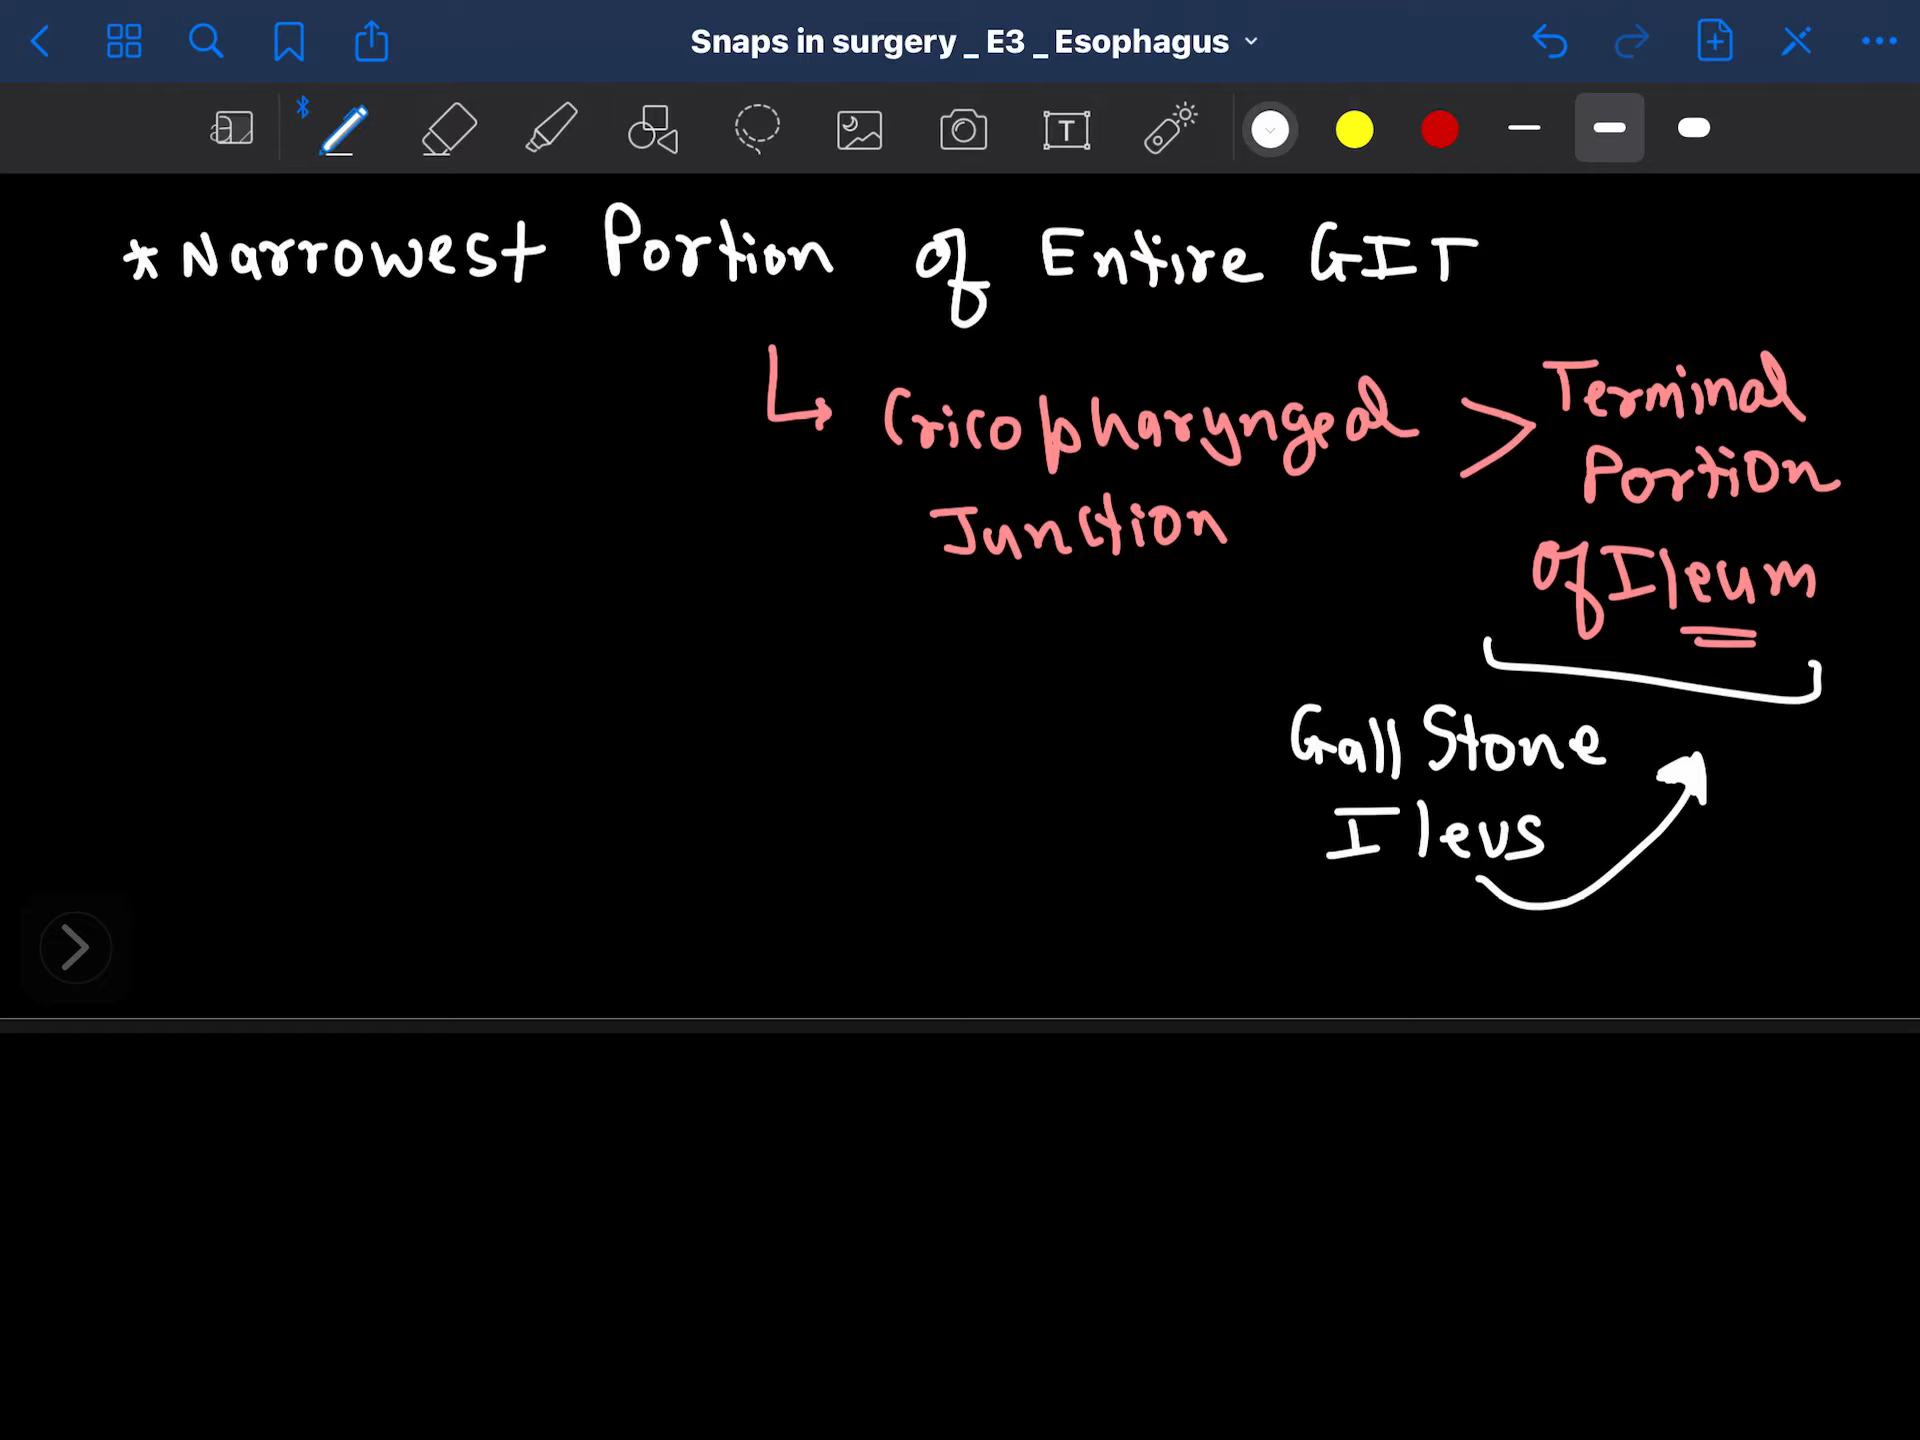 Snaps in surgery _ E3 _ Esophagus
* Narrowest Portion of Entire GIT
Cricopharyngeal Junction > Terminal Portion of Ileum
Gall Stone
Ileus